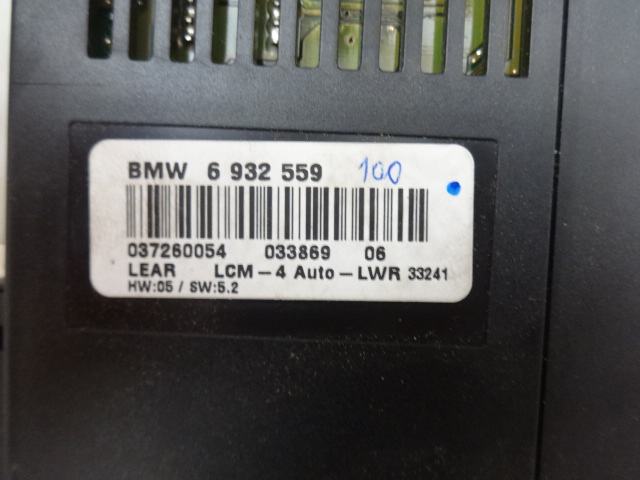 BMW 6 932 559 100
037260054 033869 06
LEAR LCM-4 Auto-LWR 33241
HW:05 / SW:5.2